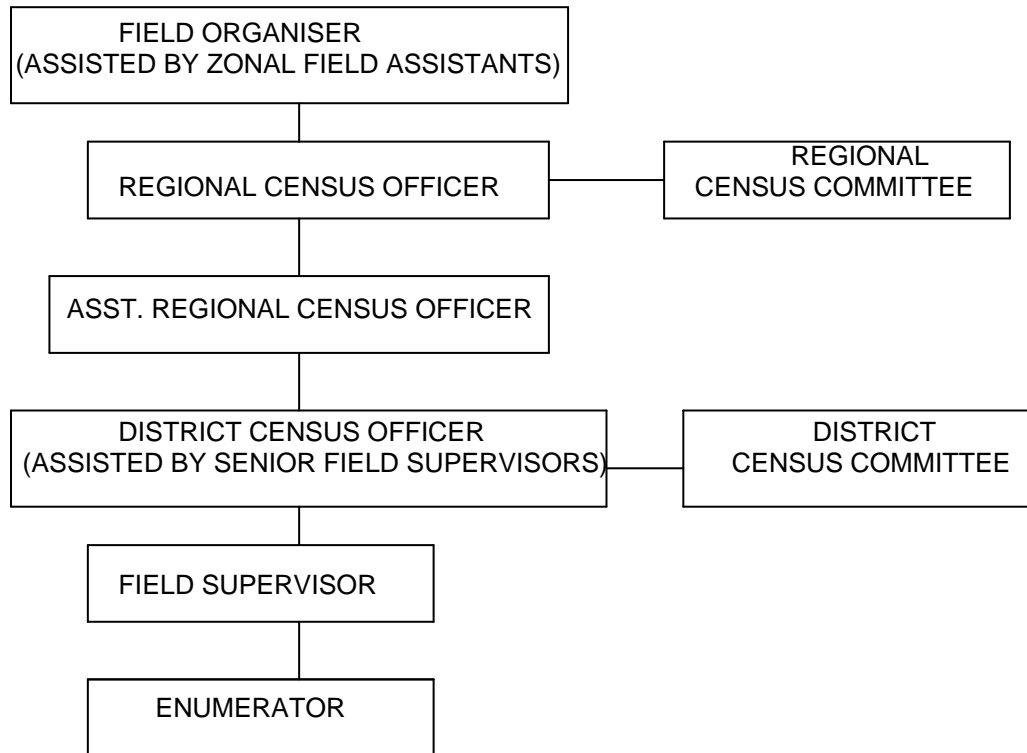 FIELD ORGANISER
(ASSISTED BY ZONAL FIELD ASSISTANTS)
REGIONAL CENSUS OFFICER
REGIONAL
CENSUS COMMITTEE
ASST. REGIONAL CENSUS OFFICER
DISTRICT CENSUS OFFICER
(ASSISTED BY SENIOR FIELD SUPERVISORS)
DISTRICT
CENSUS COMMITTEE
FIELD SUPERVISOR
ENUMERATOR